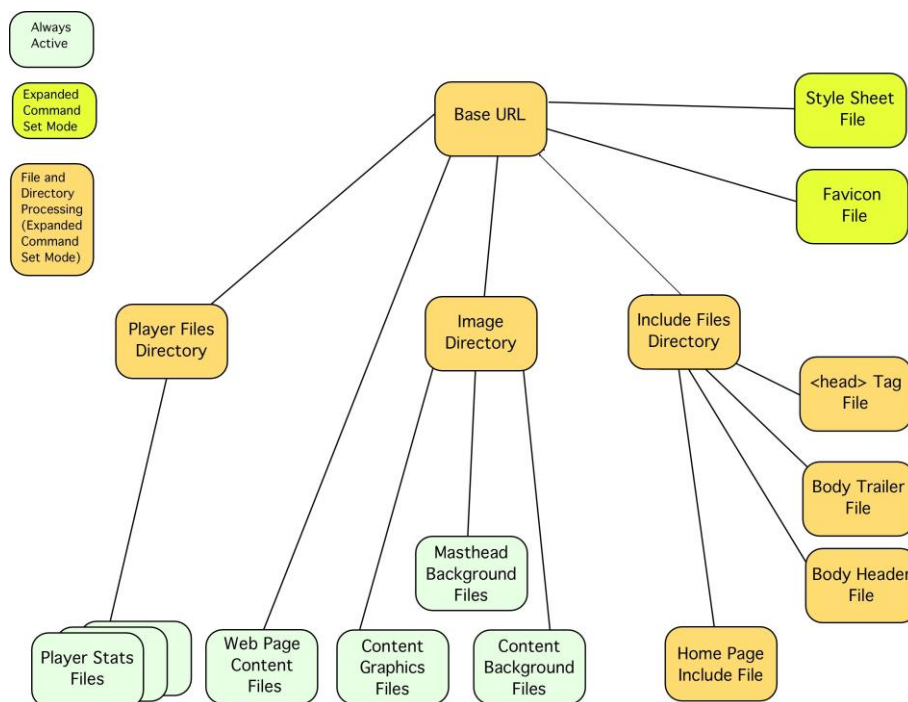 Always
Active
Expanded
Command
Set Mode
File and
Directory
Processing
(Expanded
Command
Set Mode)
Base URL
Style Sheet
File
Favicon
File
Player Files
Directory
Image
Directory
Include Files
Directory
<head> Tag
File
Body Trailer
File
Body Header
File
Masthead
Background
Files
Player Stats
Files
Web Page
Content
Files
Content
Graphics
Files
Content
Background
Files
Home Page
Include File